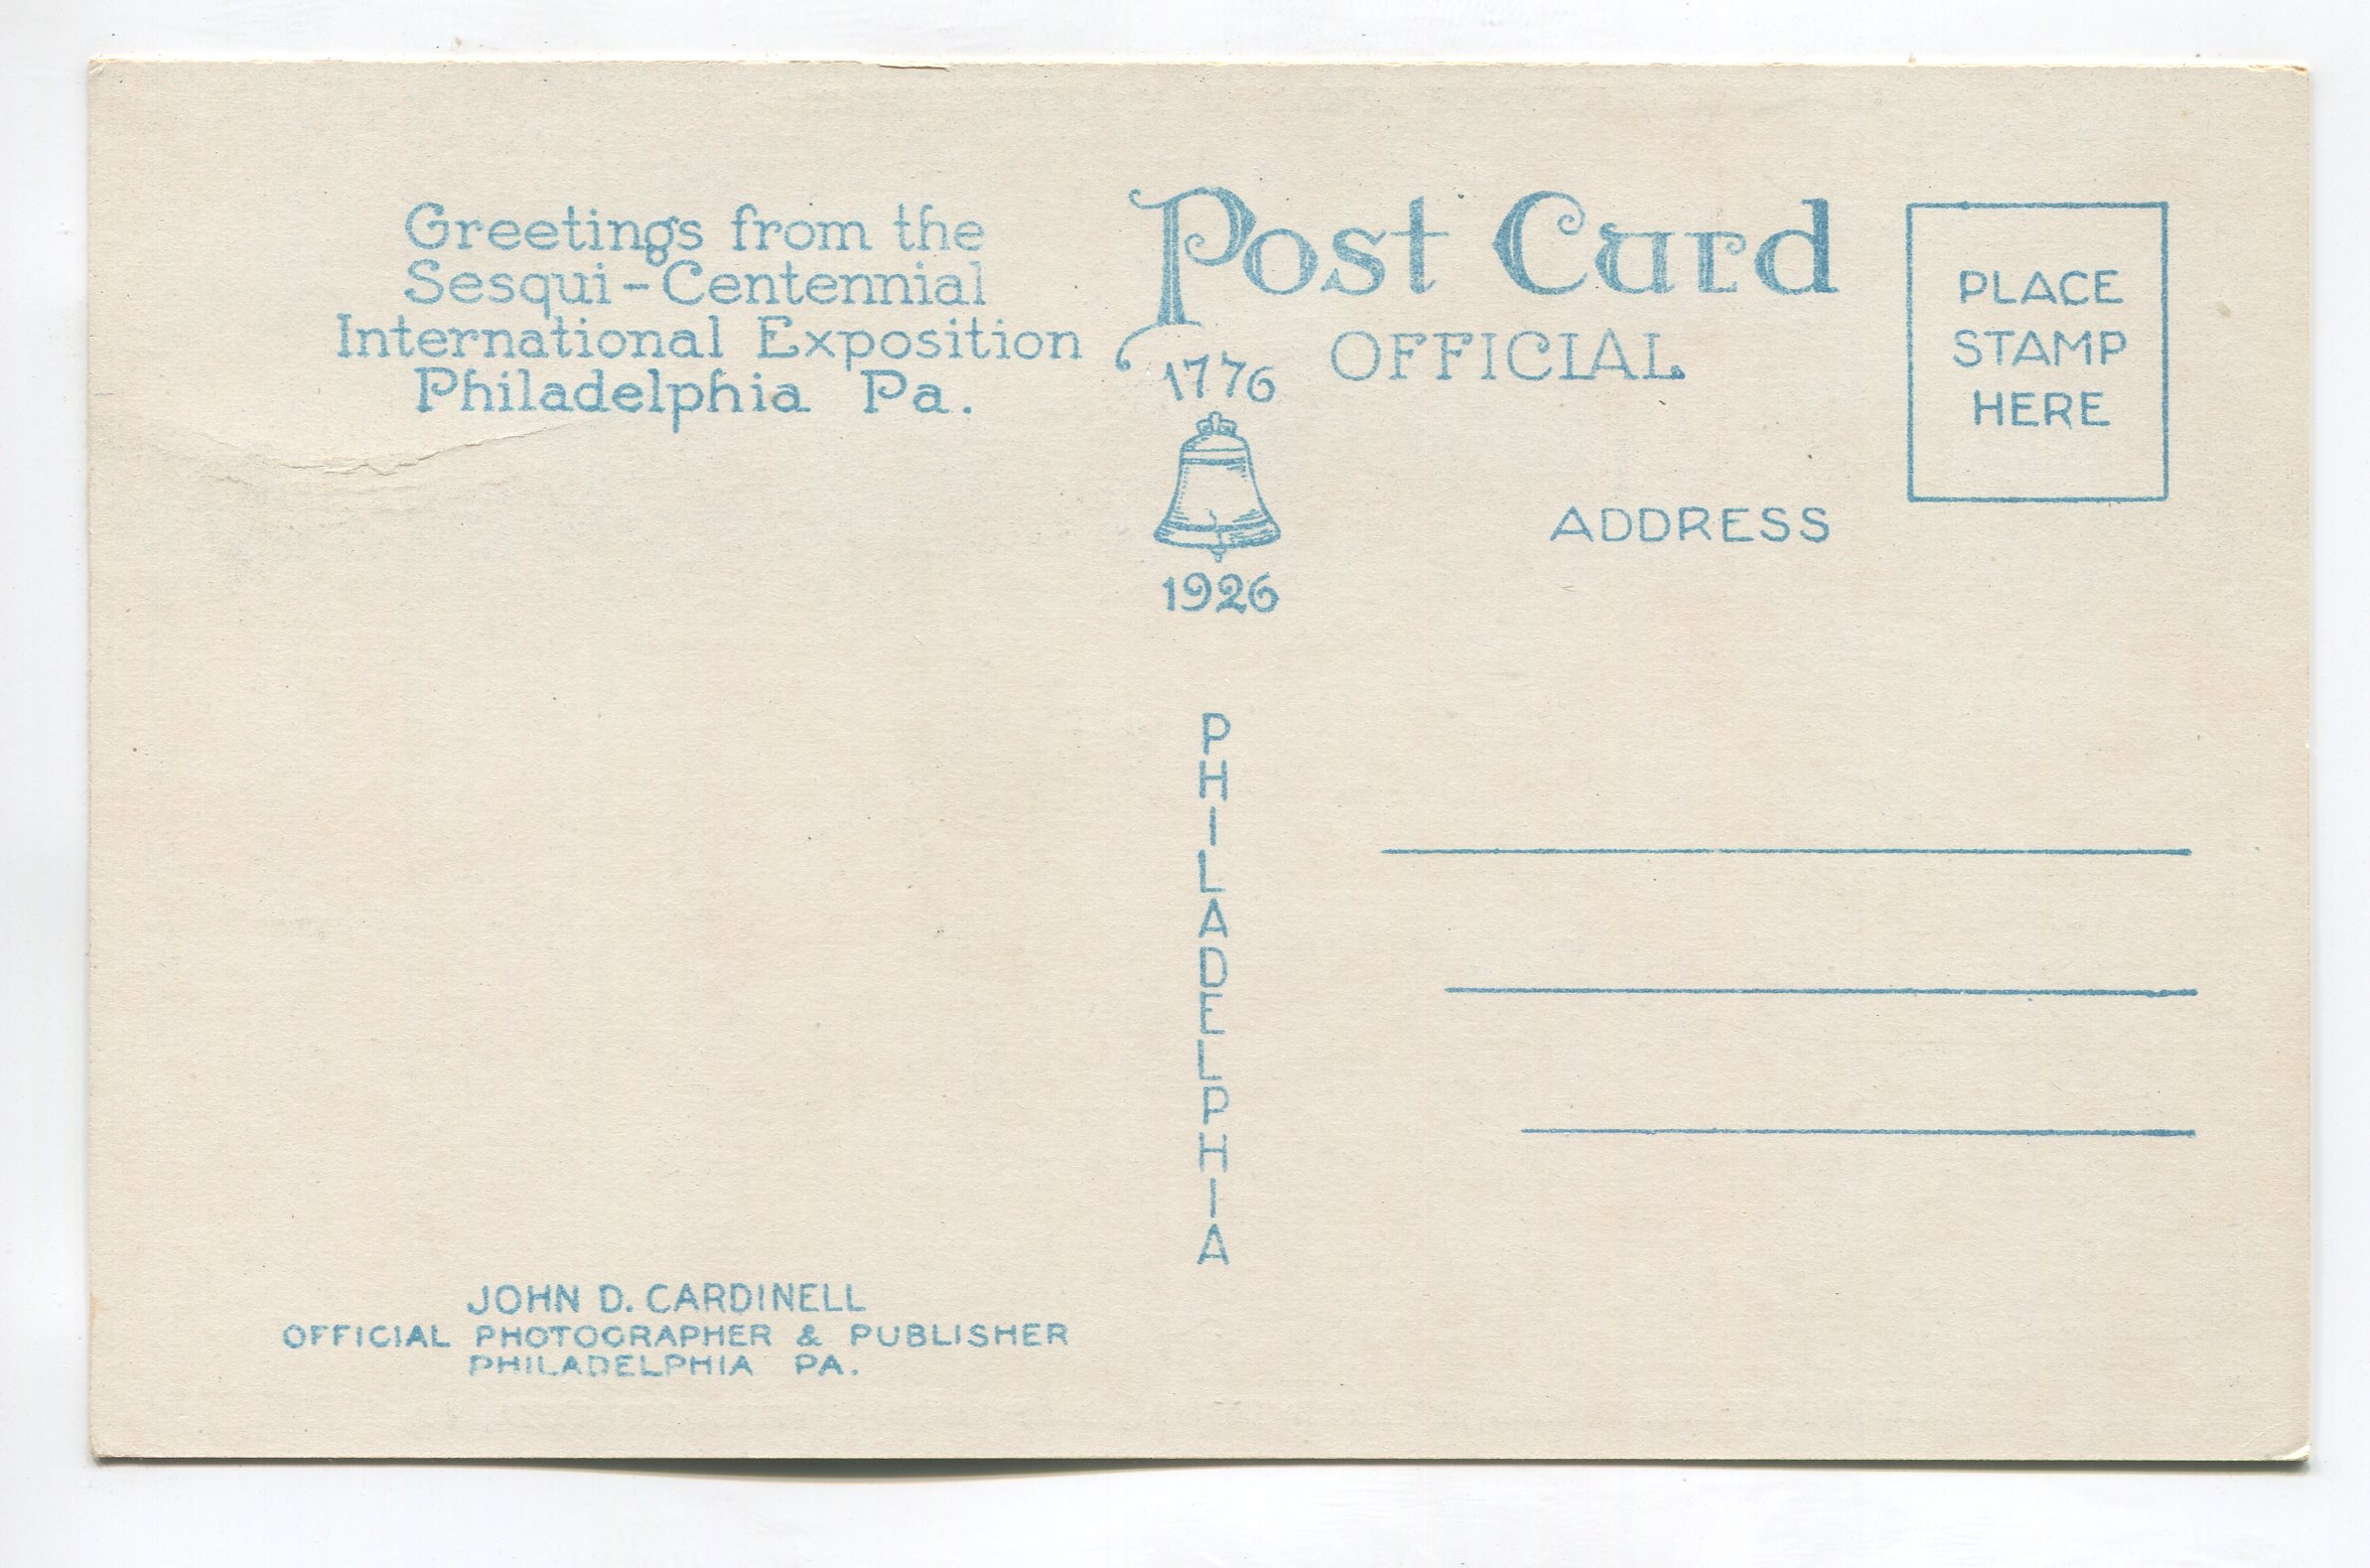 Greetings from the
Sesqui-Centennial
International Exposition
Philadelphia Pa.
Post Card
OFFICIAL
1776
1926
PLACE
STAMP
HERE
ADDRESS
PHILADELPHIA
JOHN D. CARDINELL
OFFICIAL PHOTOGRAPHER & PUBLISHER
PHILADELPHIA PA.